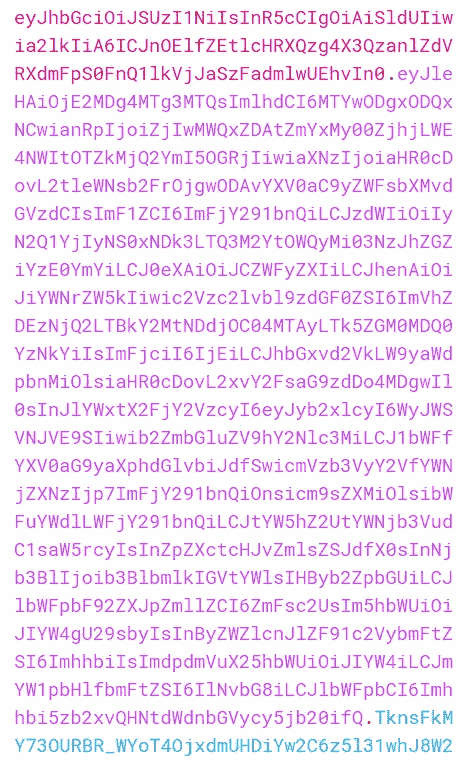 eyJhbGciOiJSUzI1NiIsInR5cCIgOiAiSldUIiw
ia2lkIiA6ICJnOElfZEtlcHRXQzg4X3QzanlZdV
RXdmFpS0FnQ1lkVjJaSzFadmlwUEhvIn0.eyJle
HAiOjE2MDg4MTg3MTQsImlhdCI6MTYwODgxODQx
NCwianRpIjoiZjIwMWQxZDAtZmYxMy00ZjhjLWE
4NWItOTZkMjQ2YmI5OGRjIiwiaXNzIjoiaHR0cD
ovL2tleWNsb2FrOjgwODAvYXV0aC9yZWFsbXMvd
GVzdCIsImF1ZCI6ImFjY291bnQiLCJzdWIiOiIy
N2Q1YjIyNS0xNDk3LTQ3M2YtOWQyMi03NzJhZGZ
iYzE0YmYiLCJ0eXAiOiJCZWFyZXIiLCJhenAiOi
JiYWNrZW5kIiwic2Vzc2lvbl9zdGF0ZSI6ImVhZ
DEzNjQ2LTBkY2MtNDdjOC04MTAyLTk5ZGM0MDQ0
YzNkYiIsImFjciI6IjEiLCJhbGxvd2VkLW9yaWd
pbnMiOlsiaHR0cDovL2xvY2FsaG9zdDo4MDgwIl
0sInJlYWxtX2FjY2VzcyI6eyJyb2xlcyI6WyJWS
VNJVE9SIiwib2ZmbGluZV9hY2Nlc3MiLCJ1bWFf
YXV0aG9yaXphdGlvbiJdfSwicmVzb3VyY2VfYWN
jZXNzIjp7ImFjY291bnQiOnsicm9sZXMiOlsibW
FuYWdlLWFjY291bnQiLCJtYW5hZ2UtYWNjb3Vud
C1saW5rcyIsInZpZXctcHJvZmlsZSJdfX0sInNj
b3BlIjoib3BlbmlkIGVtYWlsIHByb2ZpbGUiLCJ
lbWFpbF92ZXJpZmllZCI6ZmFsc2UsIm5hbWUiOi
JIYW4gU29sbyIsInByZWZlcnJlZF91c2VybmFtZ
SI6ImhhbiIsImdpdmVuX25hbWUiOiJIYW4iLCJm
YW1pbHlfbmFtZSI6IlNvbG8iLCJlbWFpbCI6Imh
hbi5zb2xvQHNtdWdnbGVycy5jb20ifQ.TknsFkM
Y73OURBR_WYoT4OjxdmUHDiYw2C6z5l31whJ8W2